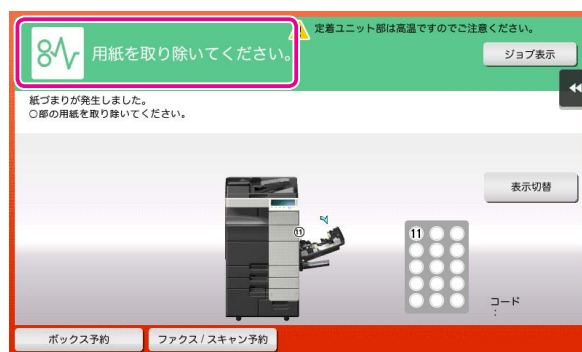 定着ユニット部は高温ですのでご注意ください。
用紙を取り除いてください。
ジョブ表示
紙づまりが発生しました。
○部の用紙を取り除いてください。
表示切替
⑪
11
コード
:
ボックス予約
ファクス / スキャン予約